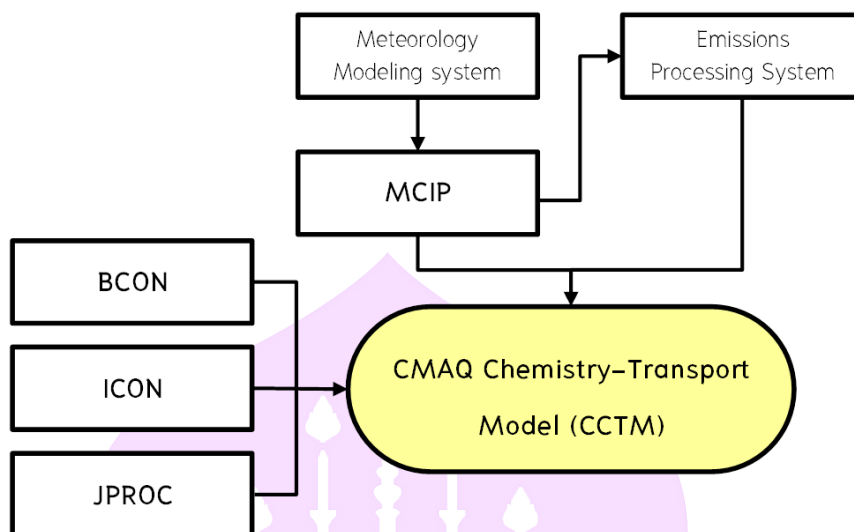 Meteorology
Modeling system
Emissions
Processing System
MCIP
BCON
ICON
JPROC
CMAQ Chemistry–Transport
Model (CCTM)